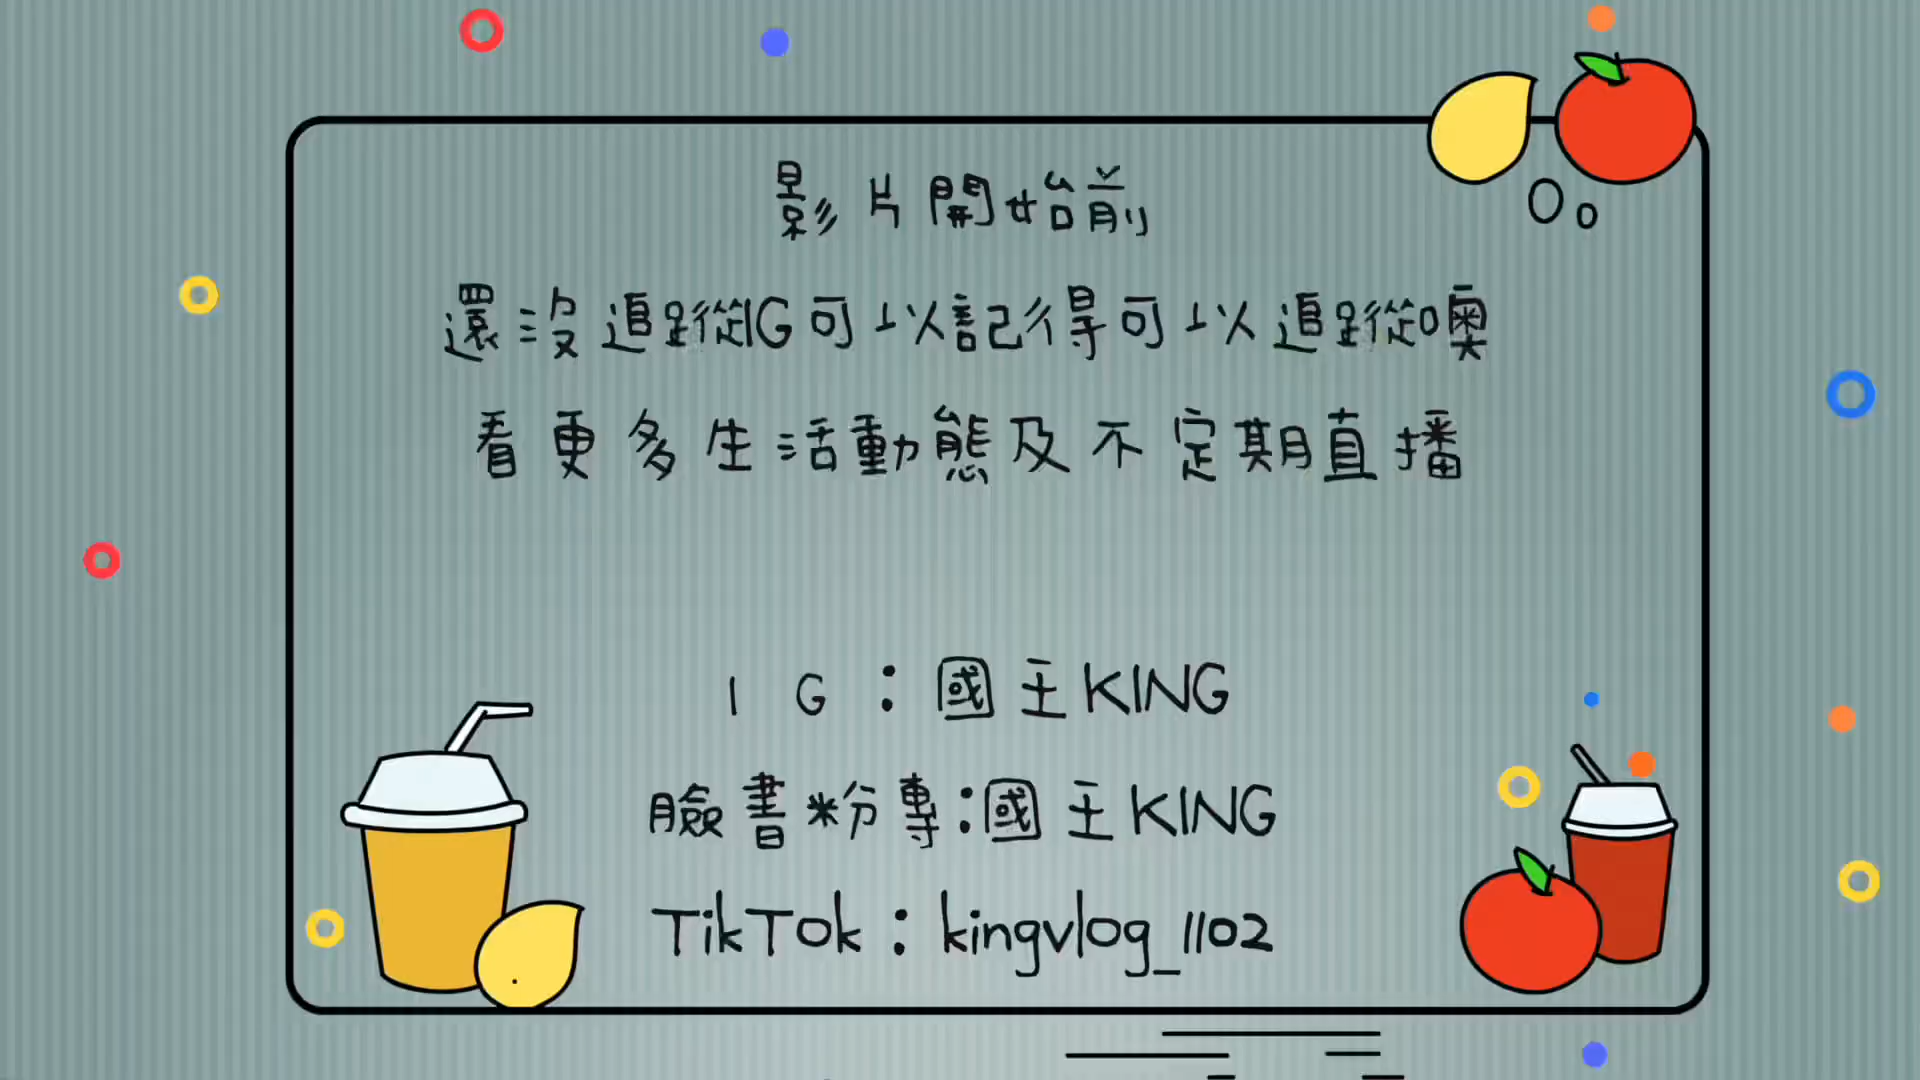 影片開始前
還沒追蹤IG可以記得可以追蹤噢
看更多生活動態及不定期直播
IG：國王KING
臉書粉專:國王KING
TikTok：kingvlog_1102